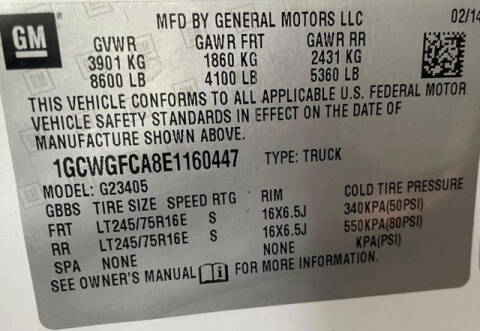 GM
MFD BY GENERAL MOTORS LLC 02/14
GVWR GAWR FRT GAWR RR
3901 KG 1860 KG 2431 KG
8600 LB 4100 LB 5360 LB
THIS VEHICLE CONFORMS TO ALL APPLICABLE U.S. FEDERAL MOTOR
VEHICLE SAFETY STANDARDS IN EFFECT ON THE DATE OF
MANUFACTURE SHOWN ABOVE.
1GCWGFCA8E1160447 TYPE: TRUCK
MODEL: G23405
GBBS TIRE SIZE SPEED RTG RIM COLD TIRE PRESSURE
FRT LT245/75R16E S 16X6.5J 340KPA(50PSI)
RR LT245/75R16E S 16X6.5J 550KPA(80PSI)
SPA NONE NONE KPA(PSI)
SEE OWNER'S MANUAL FOR MORE INFORMATION.